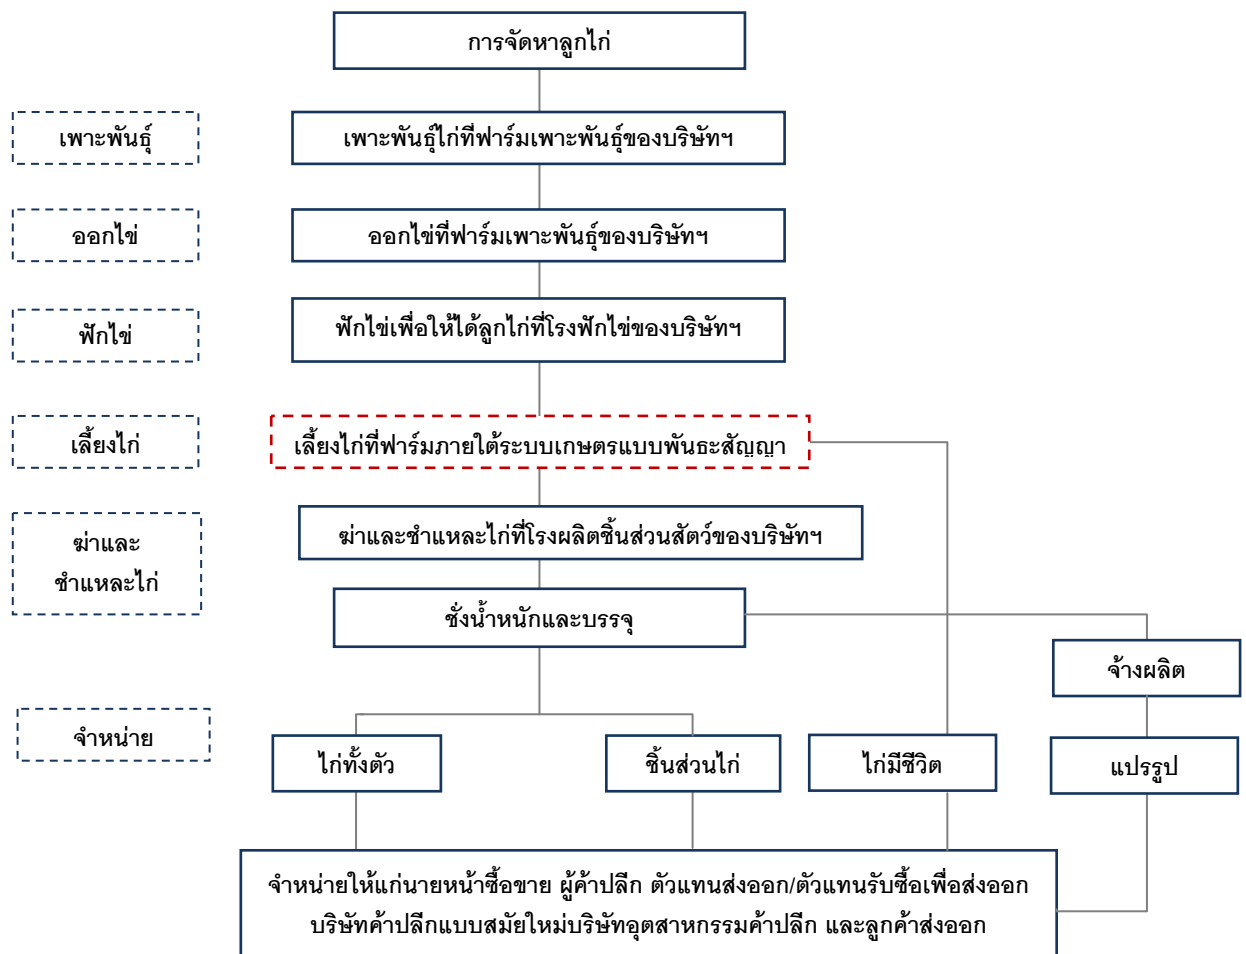 การจัดหาลูกไก่
เพาะพันธุ์
เพาะพันธุ์ไก่ที่ฟาร์มเพาะพันธุ์ของบริษัทฯ
ออกไข่
ออกไข่ที่ฟาร์มเพาะพันธุ์ของบริษัทฯ
ฟักไข่
ฟักไข่เพื่อให้ได้ลูกไก่ที่โรงฟักไข่ของบริษัทฯ
เลี้ยงไก่
เลี้ยงไก่ที่ฟาร์มภายใต้ระบบเกษตรแบบพันธะสัญญา
ฆ่าและ
ชำแหละไก่
ฆ่าและชำแหละไก่ที่โรงผลิตชิ้นส่วนสัตว์ของบริษัทฯ
ชั่งน้ำหนักและบรรจุ
จ้างผลิต
จำหน่าย
ไก่ทั้งตัว
ชิ้นส่วนไก่
ไก่มีชีวิต
แปรรูป
จำหน่ายให้แก่นายหน้าซื้อขาย ผู้ค้าปลีก ตัวแทนส่งออก/ตัวแทนรับซื้อเพื่อส่งออก
บริษัทค้าปลีกแบบสมัยใหม่บริษัทอุตสาหกรรมค้าปลีก และลูกค้าส่งออก